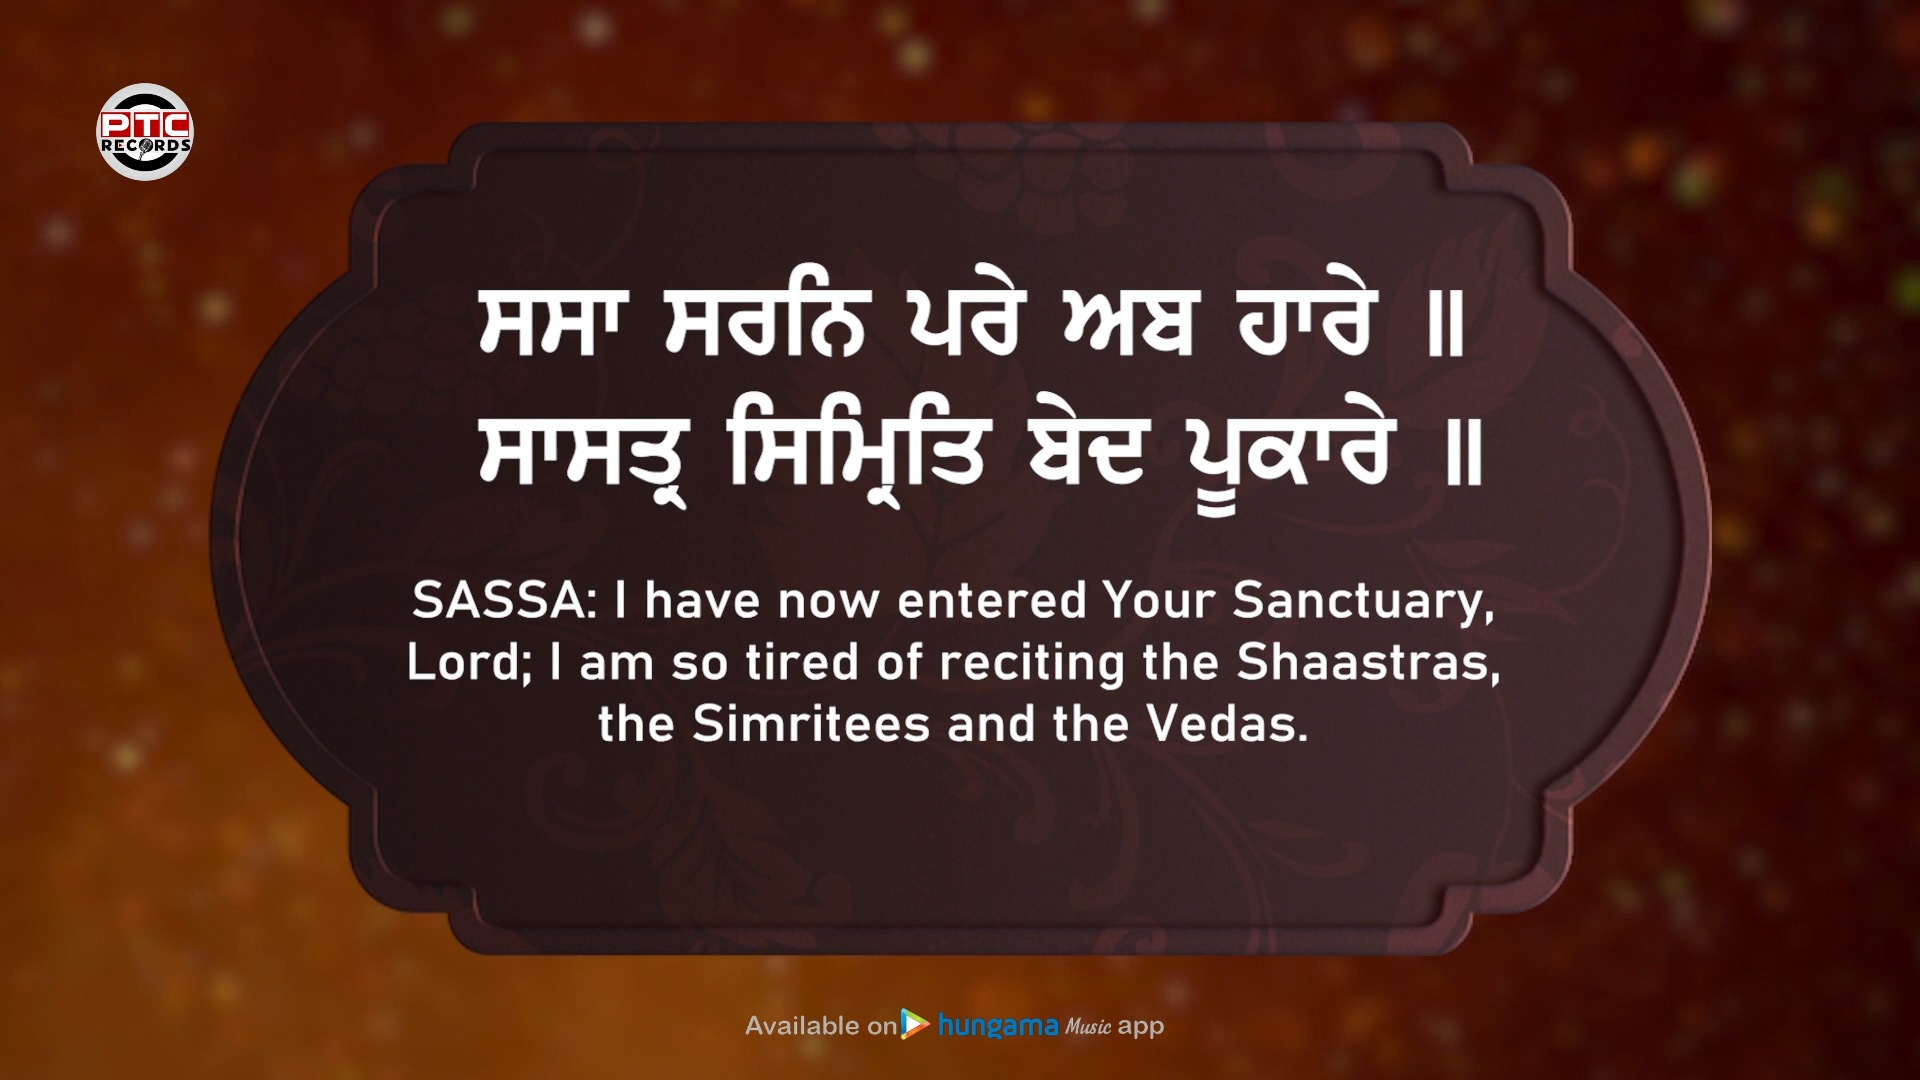 PTC
RECORDS
ਸਸਾ ਸਰਨਿ ਪਰੇ ਅਬ ਹਾਰੇ ॥
ਸਾਸਤ੍ਰ ਸਿਮ੍ਰਿਤਿ ਬੇਦ ਪੂਕਾਰੇ ॥
SASSA: I have now entered Your Sanctuary,
Lord; I am so tired of reciting the Shaastras,
the Simritees and the Vedas.
Available on hungama Music app